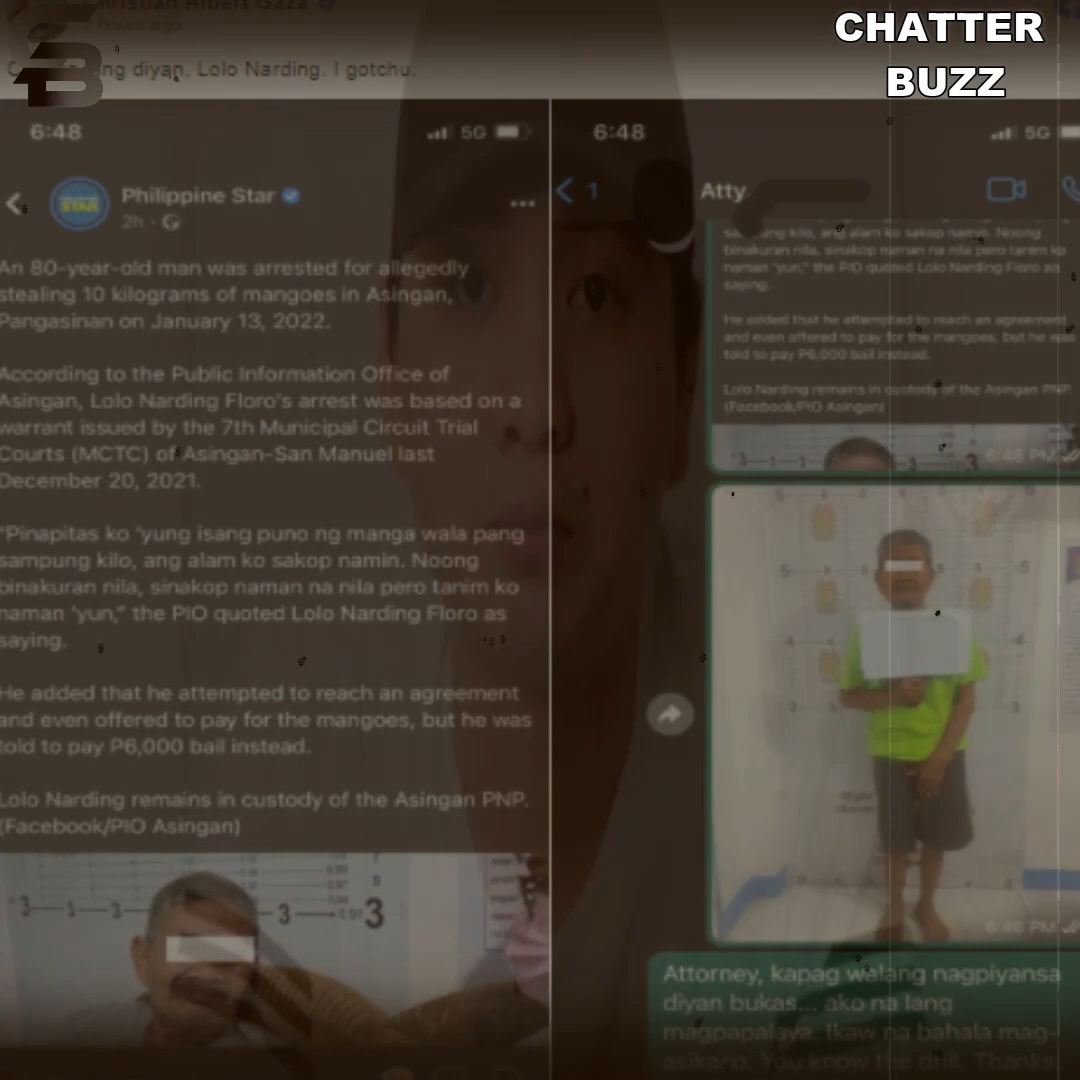 hristian Albert Gaza
hours ago
ng diyan, Lolo Narding. I gotchu.
CHATTER
BUZZ
6:48
5G
Philippine Star
2h
An 80-year-old man was arrested for allegedly
stealing 10 kilograms of mangoes in Asingan,
Pangasinan on January 13, 2022.
According to the Public Information Office of
Asingan, Lolo Narding Floro's arrest was based on a
warrant issued by the 7th Municipal Circuit Trial
Courts (MCTC) of Asingan-San Manuel last
December 20, 2021.
"Pinapitas ko 'yung isang puno ng manga wala pang
sampung kilo, ang alam ko sakop namin. Noong
binakuran nila, sinakop naman na nila pero tanim ko
naman 'yun," the PIO quoted Lolo Narding Floro as
saying.
He added that he attempted to reach an agreement
and even offered to pay for the mangoes, but he was
told to pay P6,000 bail instead.
Lolo Narding remains in custody of the Asingan PNP.
(Facebook/PIO Asingan)
6:48
5G
1
Atty.
sampung kilo, ang alam ko sakop namin. Noong
binakuran nila, sinakop naman na nila pero tanim ko
naman 'yun," the PIO quoted Lolo Narding Floro as
saying.
He added that he attempted to reach an agreement
and even offered to pay for the mangoes, but he was
told to pay P6,000 bail instead.
Lolo Narding remains in custody of the Asingan PNP
(Facebook/PIO Asingan)
6:46 PM
6:46 PM
Attorney, kapag walang nagpiyansa
diyan bukas... ako na lang
magpapalaya. Ikaw na bahala mag-
asikaro. You know the drill. Thanks